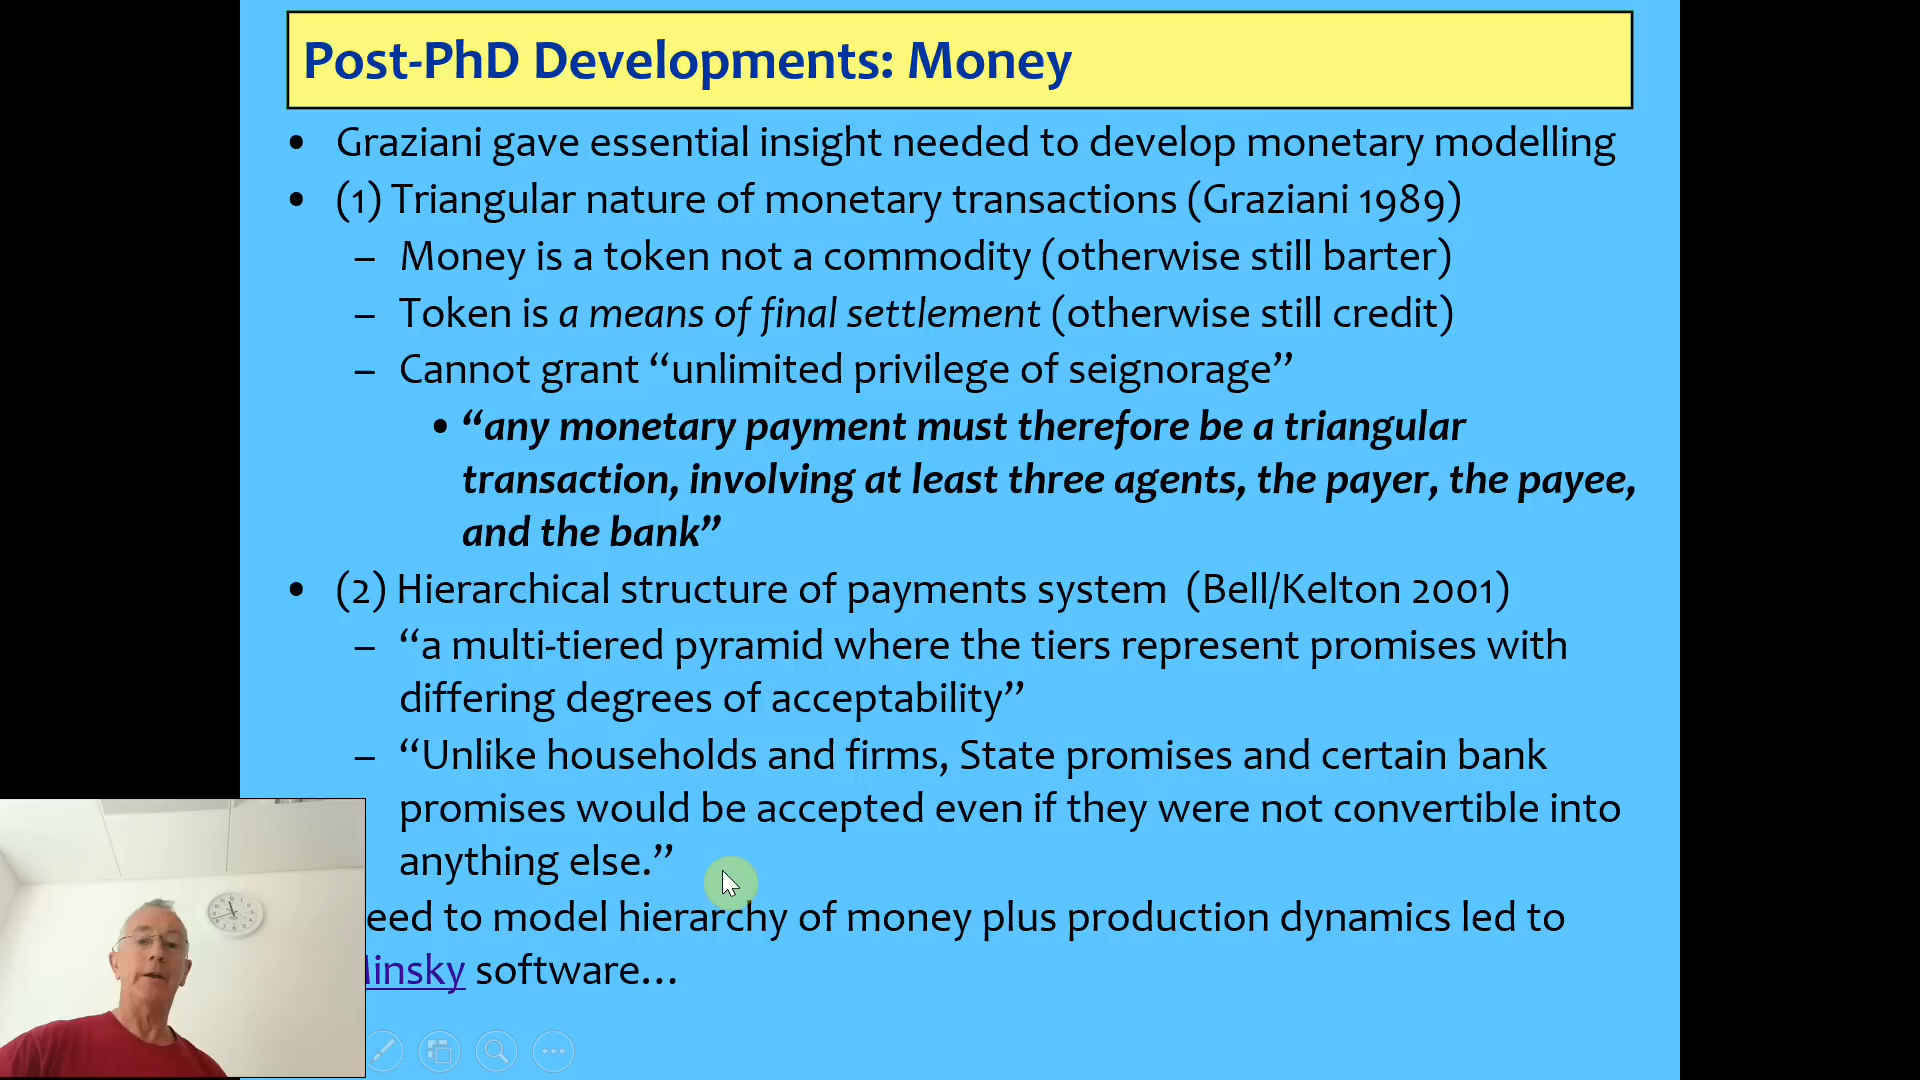 Post-PhD Developments: Money
• Graziani gave essential insight needed to develop monetary modelling
• (1) Triangular nature of monetary transactions (Graziani 1989)
– Money is a token not a commodity (otherwise still barter)
– Token is a means of final settlement (otherwise still credit)
– Cannot grant “unlimited privilege of seignorage”
• “any monetary payment must therefore be a triangular
transaction, involving at least three agents, the payer, the payee,
and the bank”
• (2) Hierarchical structure of payments system (Bell/Kelton 2001)
– “a multi-tiered pyramid where the tiers represent promises with
differing degrees of acceptability”
– “Unlike households and firms, State promises and certain bank
promises would be accepted even if they were not convertible into
anything else.”
eed to model hierarchy of money plus production dynamics led to
insky software…